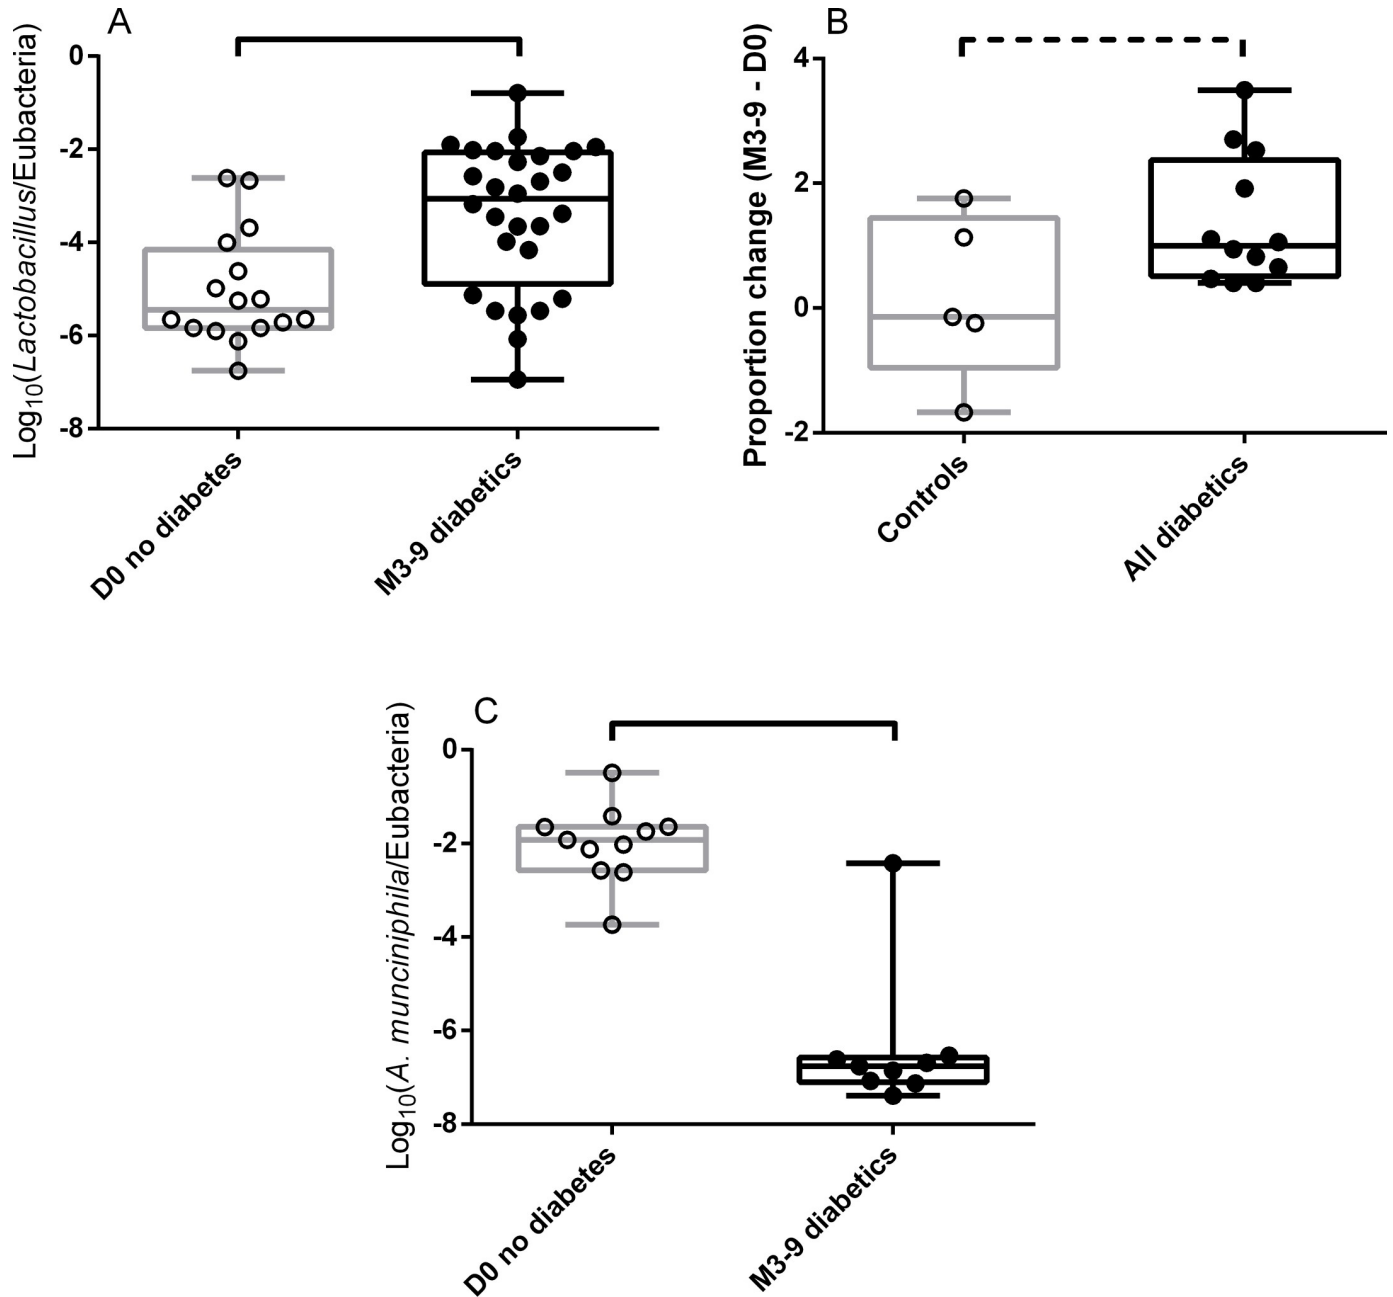 A
Log10(Lactobacillus/Eubacteria)
0
-2
-4
-6
-8
D0 no diabetes
M3-9 diabetics
B
Proportion change (M3-9 - D0)
4
2
0
-2
Controls
All diabetics
C
Log10(A. munciniphila/Eubacteria)
0
-2
-4
-6
-8
D0 no diabetes
M3-9 diabetics